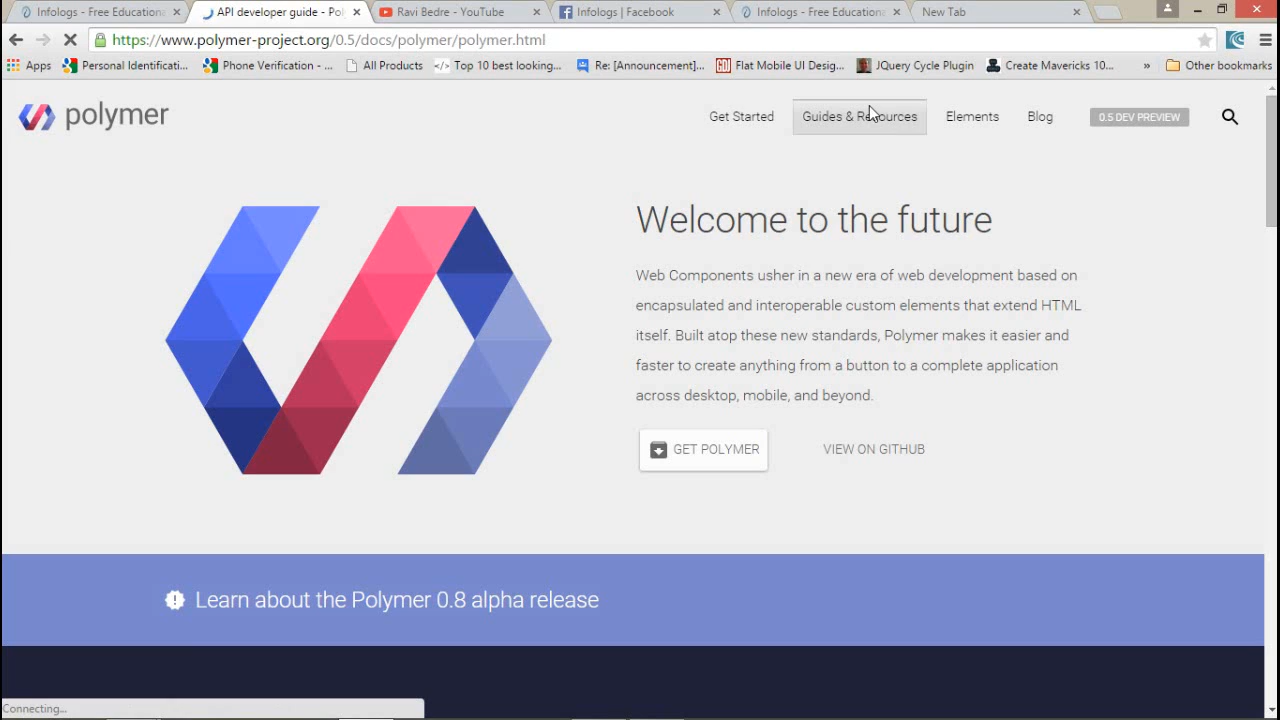 Infologs - Free Educationa
API developer guide - Pol
Ravi Bedre - YouTube
Infologs | Facebook
Infologs - Free Educationa
New Tab
https://www.polymer-project.org/0.5/docs/polymer/polymer.html
Apps
Personal Identificati...
Phone Verification - ...
All Products
</> Top 10 best looking...
Re: [Announcement]...
Flat Mobile UI Desig...
JQuery Cycle Plugin
Create Mavericks 10...
»
Other bookmarks
polymer
Get Started
Guides & Resources
Elements
Blog
0.5 DEV PREVIEW
Welcome to the future
Web Components usher in a new era of web development based on
encapsulated and interoperable custom elements that extend HTML
itself. Built atop these new standards, Polymer makes it easier and
faster to create anything from a button to a complete application
across desktop, mobile, and beyond.
GET POLYMER
VIEW ON GITHUB
Learn about the Polymer 0.8 alpha release
Connecting...